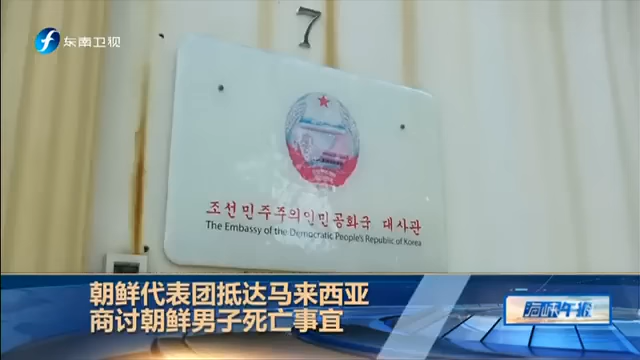 东南卫视
7
조선민주주의인민공화국 대사관
The Embassy of the Democratic People's Republic of Korea
朝鲜代表团抵达马来西亚
商讨朝鲜男子死亡事宜
海峡午报